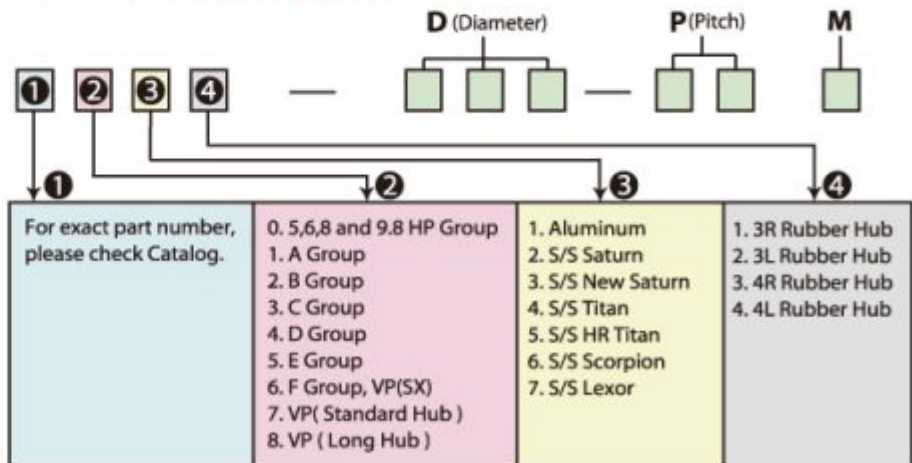 D (Diameter) P (Pitch) M
❶ ❷ ❸ ❹ — —
❶ ❷ ❸ ❹
For exact part number,
please check Catalog.
0. 5,6,8 and 9.8 HP Group
1. A Group
2. B Group
3. C Group
4. D Group
5. E Group
6. F Group, VP(SX)
7. VP( Standard Hub )
8. VP ( Long Hub )
1. Aluminum
2. S/S Saturn
3. S/S New Saturn
4. S/S Titan
5. S/S HR Titan
6. S/S Scorpion
7. S/S Lexor
1. 3R Rubber Hub
2. 3L Rubber Hub
3. 4R Rubber Hub
4. 4L Rubber Hub